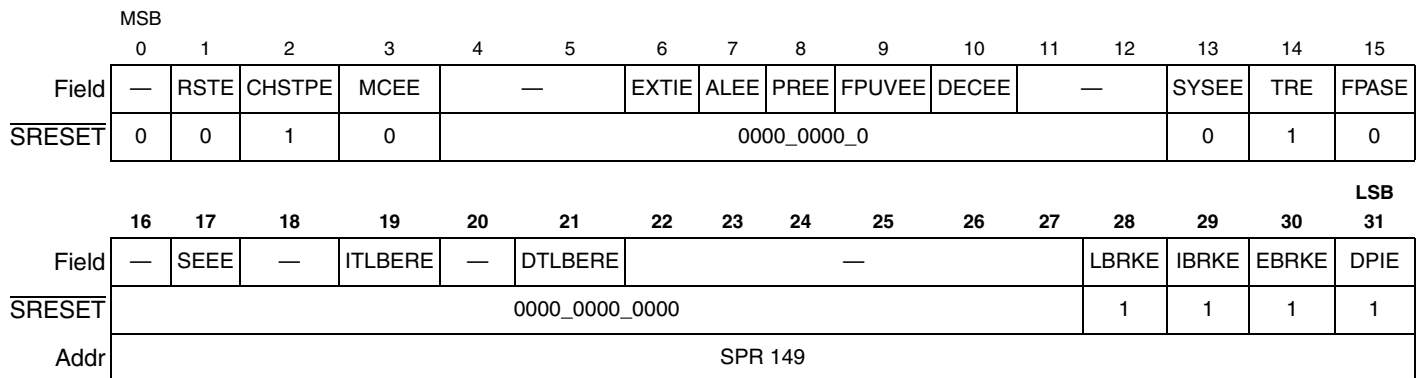 MSB
0 1 2 3 4 5 6 7 8 9 10 11 12 13 14 15
Field — RSTE CHSTPE MCEE — EXTIE ALEE PREE FPUVEE DECEE — SYSEE TRE FPASE
SRESET 0 0 1 0 0000_0000_0 0 1 0
LSB
16 17 18 19 20 21 22 23 24 25 26 27 28 29 30 31
Field — SEEE — ITLBERE — DTLBERE — LBRKE IBRKE EBRKE DPIE
SRESET 0000_0000_0000 1 1 1 1
Addr SPR 149